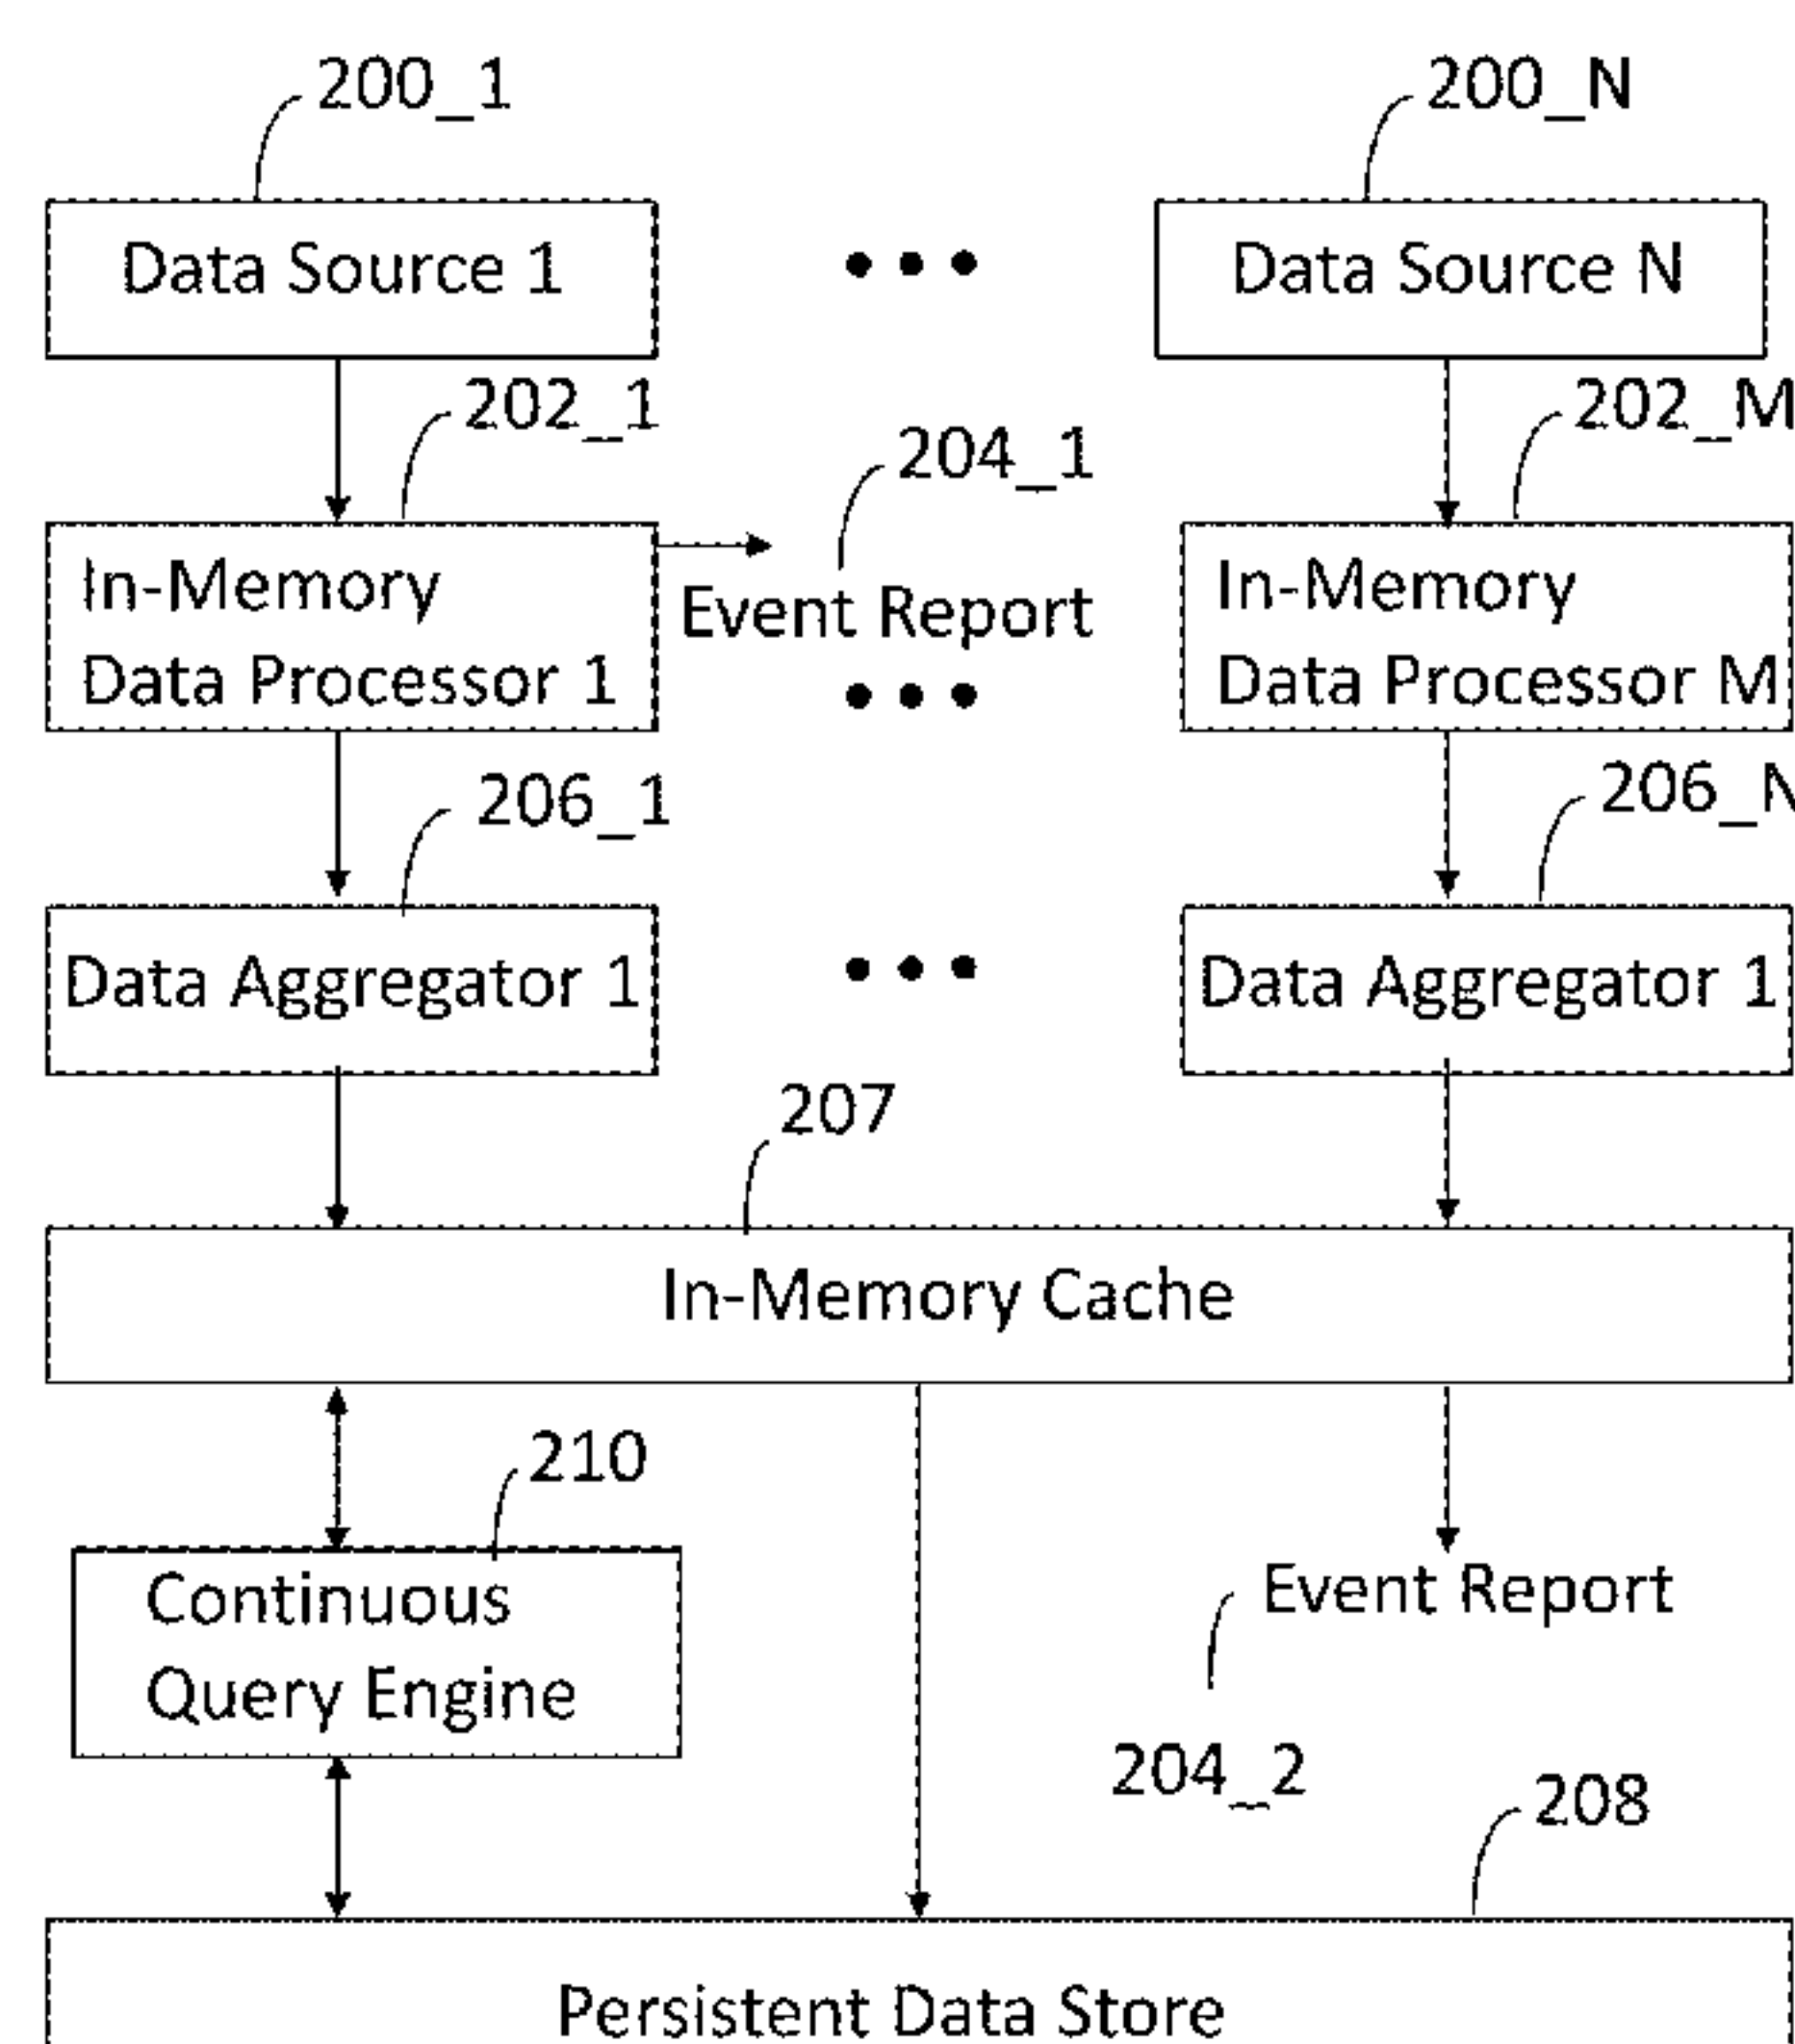 200_1
200_N
Data Source 1
Data Source N
202_1
202_M
204_1
In-Memory
Data Processor 1
Event Report
In-Memory
Data Processor M
206_1
206_N
Data Aggregator 1
Data Aggregator 1
207
In-Memory Cache
210
Continuous
Query Engine
Event Report
204_2
208
Persistent Data Store